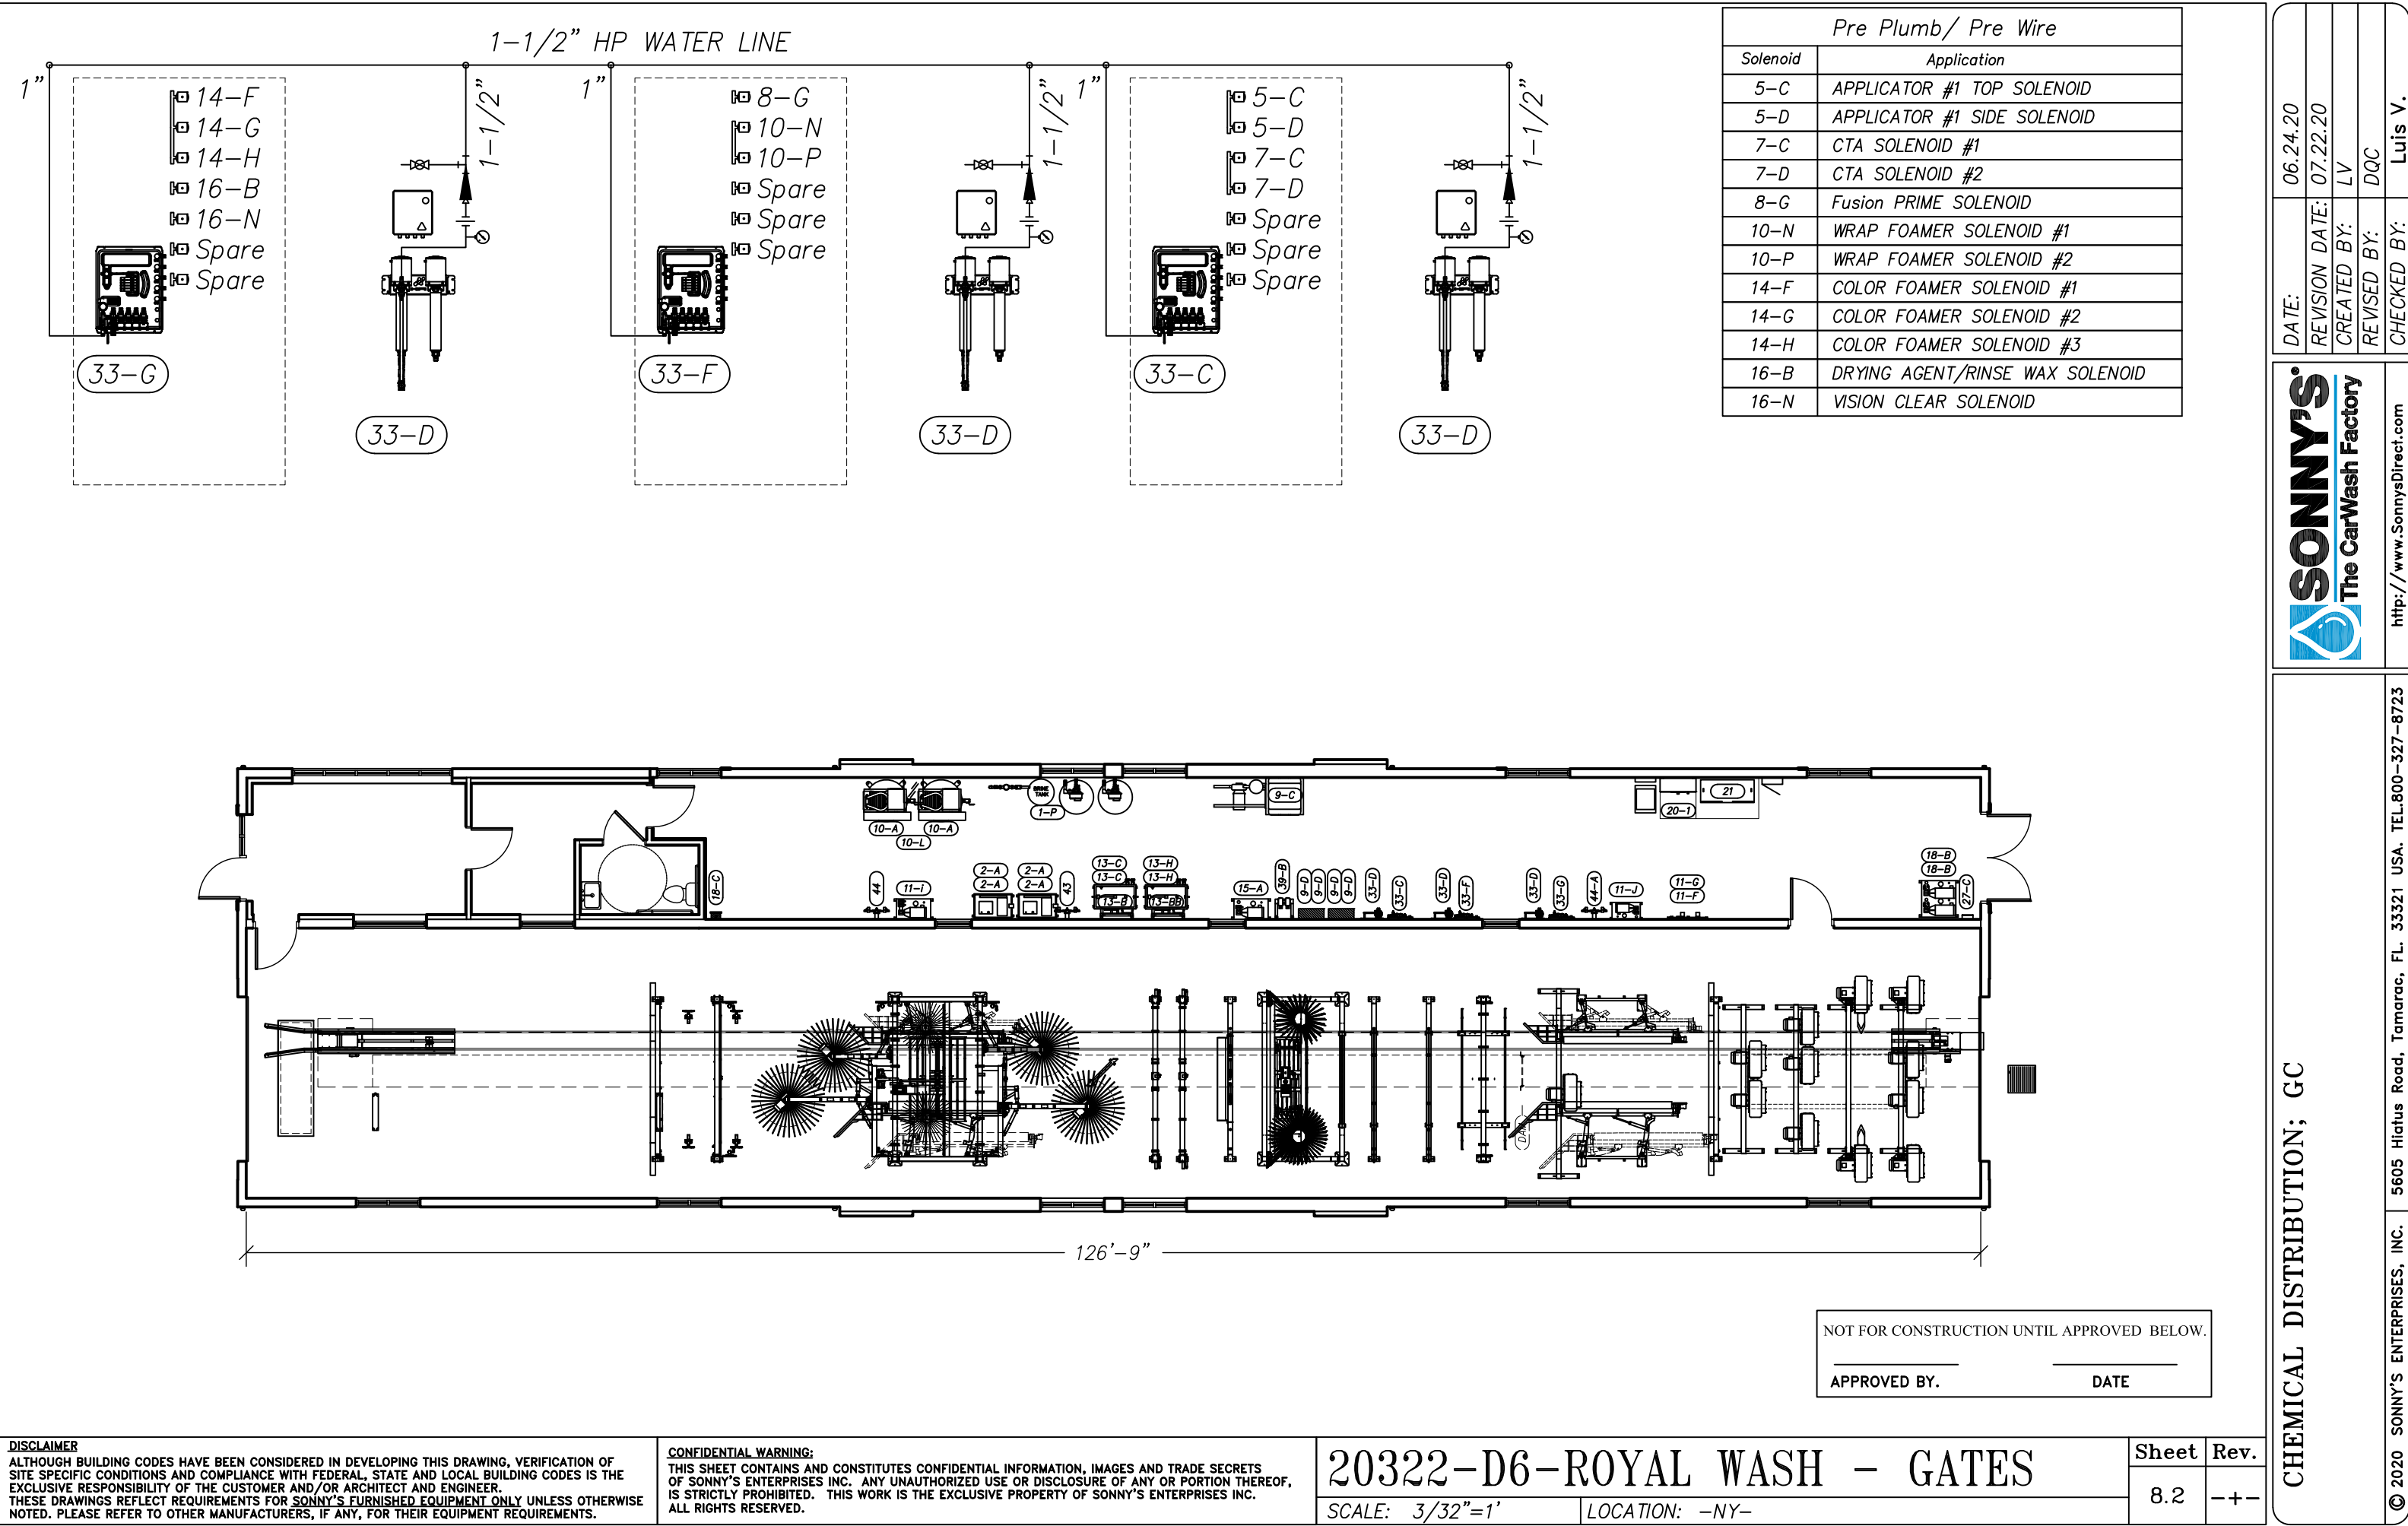 1-1/2" HP WATER LINE
1"
14-F
14-G
14-H
16-B
16-N
Spare
Spare
33-G
1-1/2"
33-D
1"
8-G
10-N
10-P
Spare
Spare
Spare
33-F
1-1/2"
33-D
1"
5-C
5-D
7-C
7-D
Spare
Spare
Spare
33-C
1-1/2"
33-D
Pre Plumb/ Pre Wire
Solenoid Application
5-C APPLICATOR #1 TOP SOLENOID
5-D APPLICATOR #1 SIDE SOLENOID
7-C CTA SOLENOID #1
7-D CTA SOLENOID #2
8-G Fusion PRIME SOLENOID
10-N WRAP FOAMER SOLENOID #1
10-P WRAP FOAMER SOLENOID #2
14-F COLOR FOAMER SOLENOID #1
14-G COLOR FOAMER SOLENOID #2
14-H COLOR FOAMER SOLENOID #3
16-B DRYING AGENT/RINSE WAX SOLENOID
16-N VISION CLEAR SOLENOID
10-A
10-A
10-L
BRINE
TANK
1-P
9-C
20-1
21
18-C
44
11-i
2-A
2-A
2-A
2-A
43
13-C
13-C
13-B
13-H
13-H
13-BB
15-A
39-B
9-D
9-D
9-D
9-D
33-D
33-C
33-D
33-F
33-D
33-G
44-A
11-J
11-G
11-F
18-B
18-B
27-C
126'-9"
NOT FOR CONSTRUCTION UNTIL APPROVED BELOW.
APPROVED BY. DATE
DISCLAIMER
ALTHOUGH BUILDING CODES HAVE BEEN CONSIDERED IN DEVELOPING THIS DRAWING, VERIFICATION OF
SITE SPECIFIC CONDITIONS AND COMPLIANCE WITH FEDERAL, STATE AND LOCAL BUILDING CODES IS THE
EXCLUSIVE RESPONSIBILITY OF THE CUSTOMER AND/OR ARCHITECT AND ENGINEER.
THESE DRAWINGS REFLECT REQUIREMENTS FOR SONNY'S FURNISHED EQUIPMENT ONLY UNLESS OTHERWISE
NOTED. PLEASE REFER TO OTHER MANUFACTURERS, IF ANY, FOR THEIR EQUIPMENT REQUIREMENTS.
CONFIDENTIAL WARNING:
THIS SHEET CONTAINS AND CONSTITUTES CONFIDENTIAL INFORMATION, IMAGES AND TRADE SECRETS
OF SONNY'S ENTERPRISES INC. ANY UNAUTHORIZED USE OR DISCLOSURE OF ANY OR PORTION THEREOF,
IS STRICTLY PROHIBITED. THIS WORK IS THE EXCLUSIVE PROPERTY OF SONNY'S ENTERPRISES INC.
ALL RIGHTS RESERVED.
20322-D6-ROYAL WASH - GATES
SCALE: 3/32"=1' LOCATION: -NY-
Sheet Rev.
8.2 -+-
DATE: 06.24.20
REVISION DATE: 07.22.20
CREATED BY: LV
REVISED BY: DQC
CHECKED BY: Luis V.
SONNY'S®
The CarWash Factory
http://www.SonnysDirect.com
CHEMICAL DISTRIBUTION; GC
© 2020 SONNY'S ENTERPRISES, INC. 5605 Hiatus Road, Tamarac, FL. 33321 USA. TEL.800-327-8723